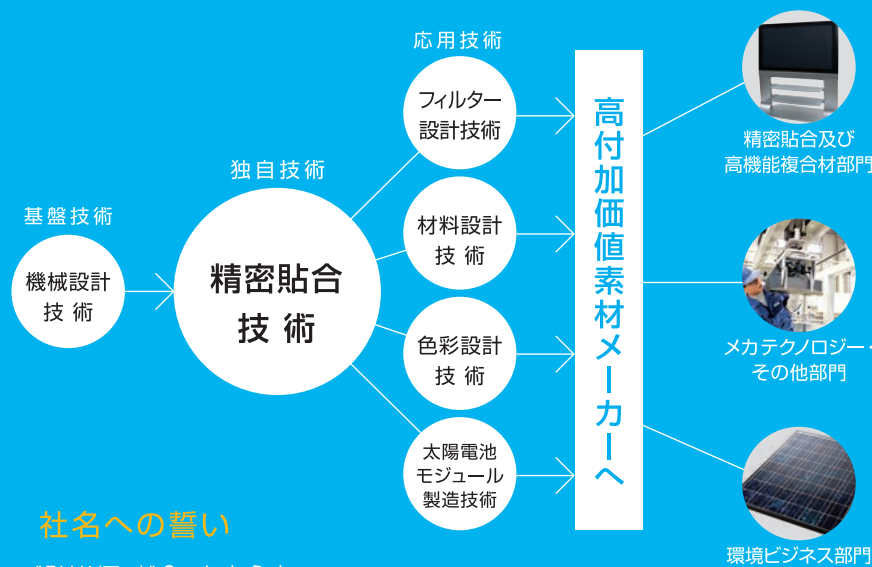 基盤技術
機械設計
技 術
独自技術
精密貼合
技 術
応用技術
フィルター
設計技術
材料設計
技 術
色彩設計
技 術
太陽電池
モジュール
製造技術
高付加価値素材メーカーへ
精密貼合及び
高機能複合材部門
メカテクノロジー・
その他部門
環境ビジネス部門
社名への誓い